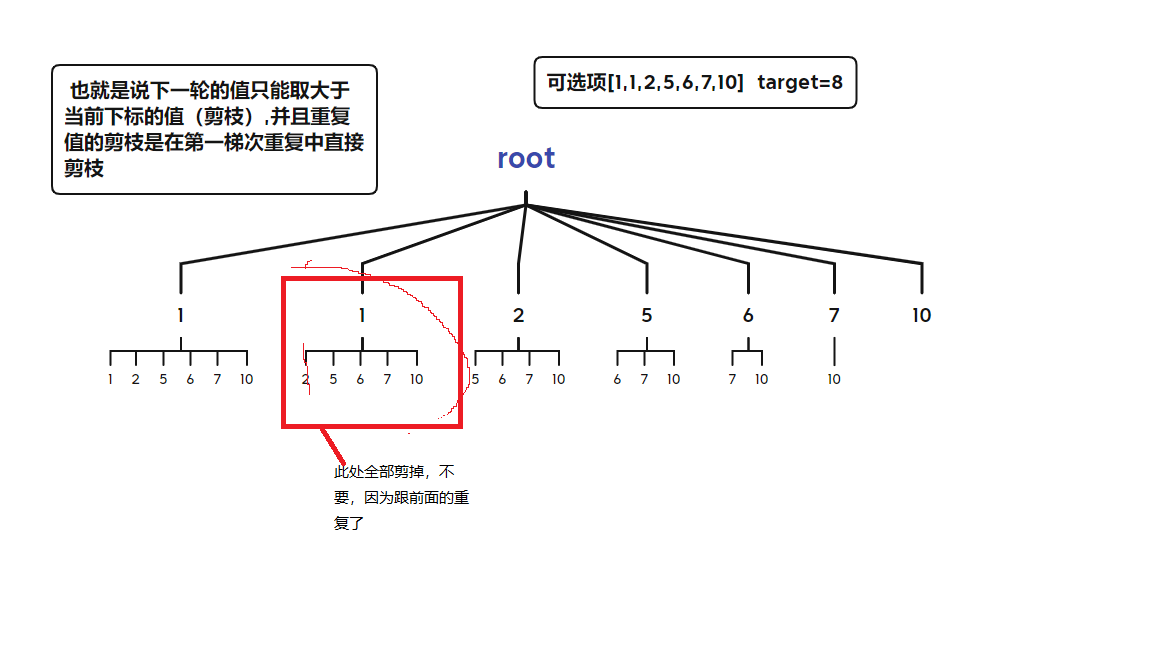 可选项[1,1,2,5,6,7,10] target=8
也就是说下一轮的值只能取大于
当前下标的值（剪枝）,并且重复
值的剪枝是在第一梯次重复中直接
剪枝
root
1 1 2 5 6 7 10
1 2 5 6 7 10 2 5 6 7 10 5 6 7 10 6 7 10 7 10 10
此处全部剪掉，不
要，因为跟前面的重
复了